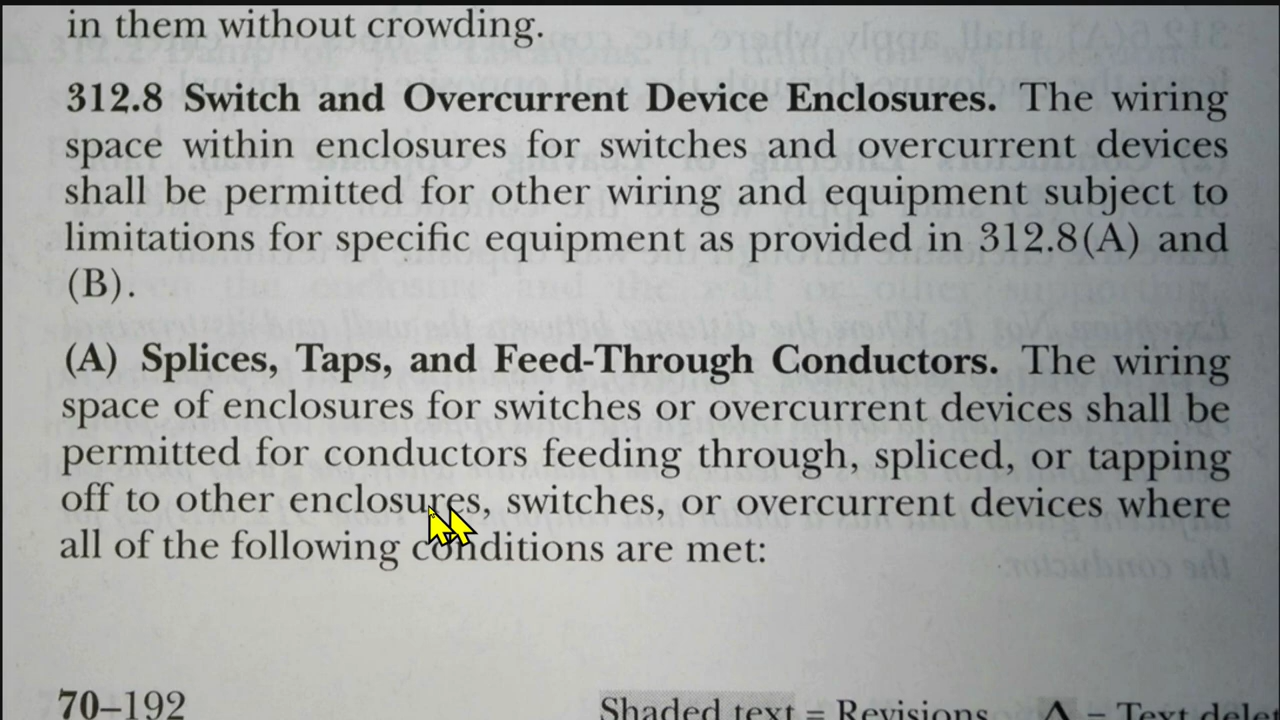 in them without crowding.
312.8 Switch and Overcurrent Device Enclosures. The wiring
space within enclosures for switches and overcurrent devices
shall be permitted for other wiring and equipment subject to
limitations for specific equipment as provided in 312.8(A) and
(B).
(A) Splices, Taps, and Feed-Through Conductors. The wiring
space of enclosures for switches or overcurrent devices shall be
permitted for conductors feeding through, spliced, or tapping
off to other enclosures, switches, or overcurrent devices where
all of the following conditions are met:
70–192
Shaded text = Revisions. Δ = Text delet